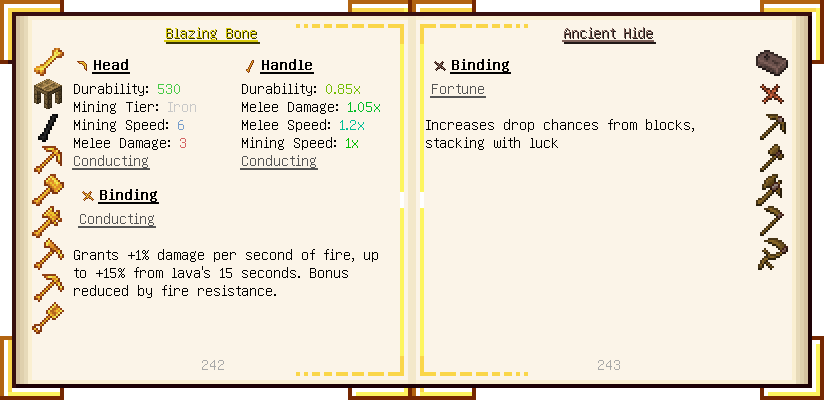 Blazing Bone
Head
Durability: 530
Mining Tier: Iron
Mining Speed: 6
Melee Damage: 3
Conducting
Handle
Durability: 0.85x
Melee Damage: 1.05x
Melee Speed: 1.2x
Mining Speed: 1x
Conducting
Binding
Conducting
Grants +1% damage per second of fire, up
to +15% from lava's 15 seconds. Bonus
reduced by fire resistance.
242
Ancient Hide
Binding
Fortune
Increases drop chances from blocks,
stacking with luck
243